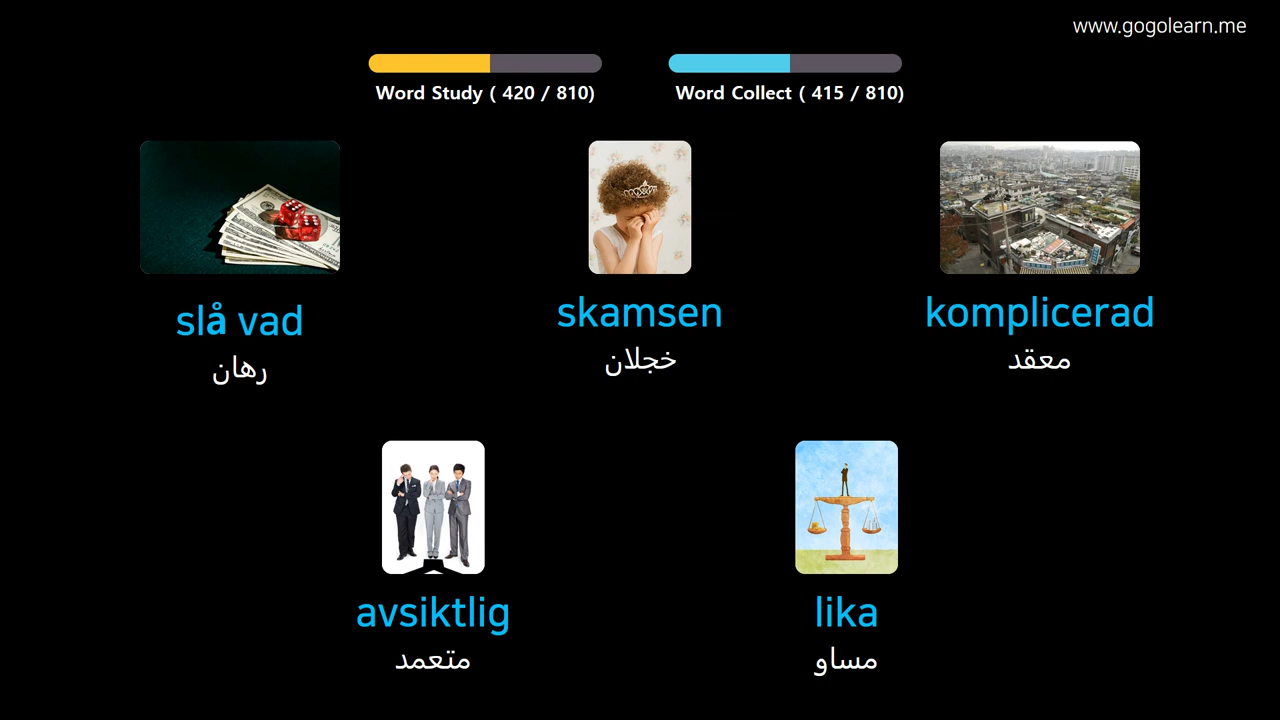 www.gogolearn.me
Word Study ( 420 / 810)
Word Collect ( 415 / 810)
slå vad
رهان
skamsen
خجلان
komplicerad
معقد
avsiktlig
متعمد
lika
مساو